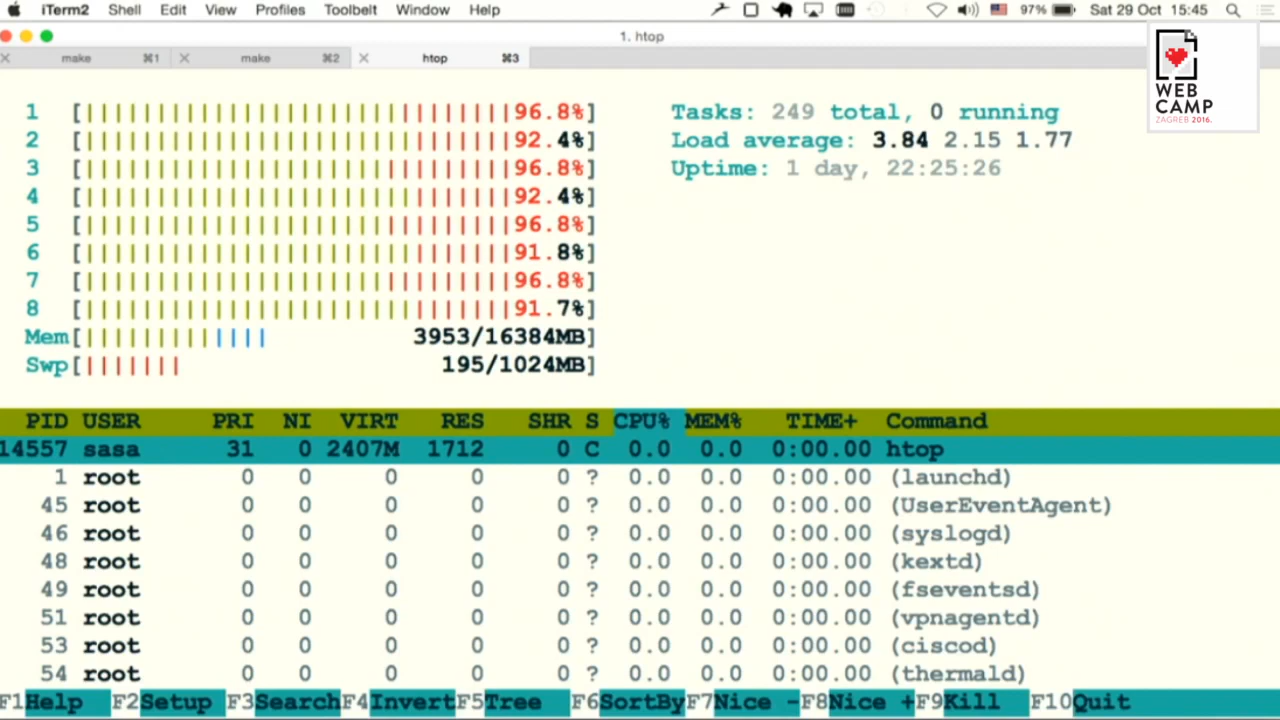 iTerm2 Shell Edit View Profiles Toolbelt Window Help 97% Sat 29 Oct 15:45
1. htop
make ⌘1 make ⌘2 htop ⌘3
WEB
CAMP
ZAGREB 2016.
1 [ 96.8%] Tasks: 249 total, 0 running
2 [ 92.4%] Load average: 3.84 2.15 1.77
3 [ 96.8%] Uptime: 1 day, 22:25:26
4 [ 92.4%]
5 [ 96.8%]
6 [ 91.8%]
7 [ 96.8%]
8 [ 91.7%]
Mem[ 3953/16384MB]
Swp[ 195/1024MB]
PID USER PRI NI VIRT RES SHR S CPU% MEM% TIME+ Command
14557 sasa 31 0 2407M 1712 0 C 0.0 0.0 0:00.00 htop
1 root 0 0 0 0 0 ? 0.0 0.0 0:00.00 (launchd)
45 root 0 0 0 0 0 ? 0.0 0.0 0:00.00 (UserEventAgent)
46 root 0 0 0 0 0 ? 0.0 0.0 0:00.00 (syslogd)
48 root 0 0 0 0 0 ? 0.0 0.0 0:00.00 (kextd)
49 root 0 0 0 0 0 ? 0.0 0.0 0:00.00 (fseventsd)
51 root 0 0 0 0 0 ? 0.0 0.0 0:00.00 (vpnagentd)
53 root 0 0 0 0 0 ? 0.0 0.0 0:00.00 (ciscod)
54 root 0 0 0 0 0 ? 0.0 0.0 0:00.00 (thermald)
F1Help F2Setup F3SearchF4InvertF5Tree F6SortByF7Nice -F8Nice +F9Kill F10Quit